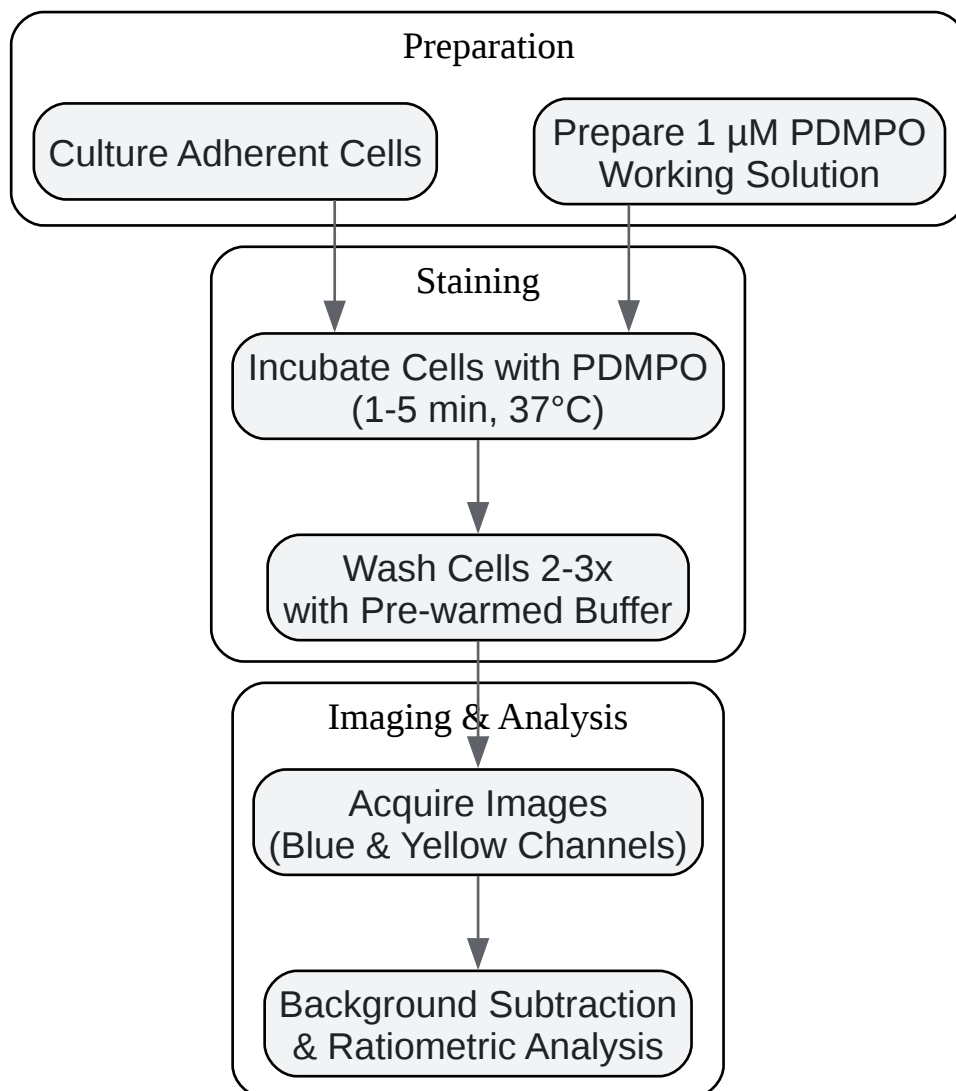 Preparation
Culture Adherent Cells
Prepare 1 µM PDMPO
Working Solution
Staining
Incubate Cells with PDMPO
(1-5 min, 37°C)
Wash Cells 2-3x
with Pre-warmed Buffer
Imaging & Analysis
Acquire Images
(Blue & Yellow Channels)
Background Subtraction
& Ratiometric Analysis